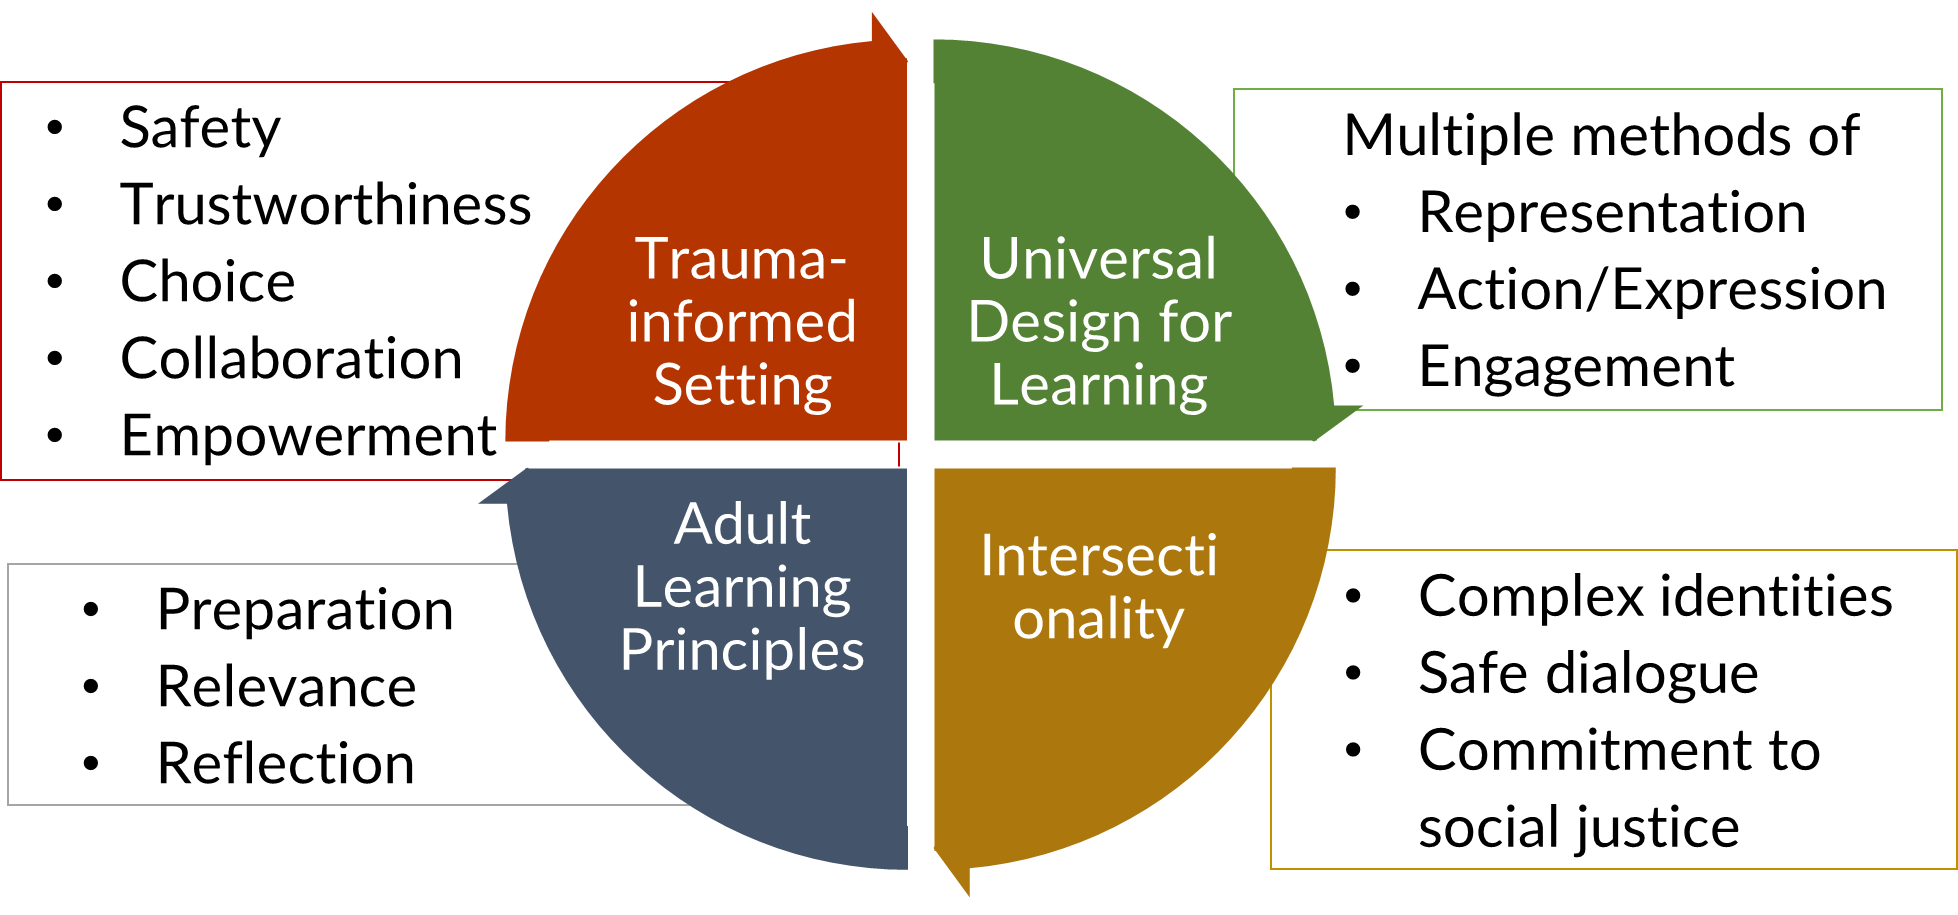 • Safety
• Trustworthiness
• Choice
• Collaboration
• Empowerment
Trauma-
informed
Setting
Universal
Design for
Learning
Multiple methods of
• Representation
• Action/Expression
• Engagement
• Preparation
• Relevance
• Reflection
Adult
Learning
Principles
Intersecti
onality
• Complex identities
• Safe dialogue
• Commitment to
social justice